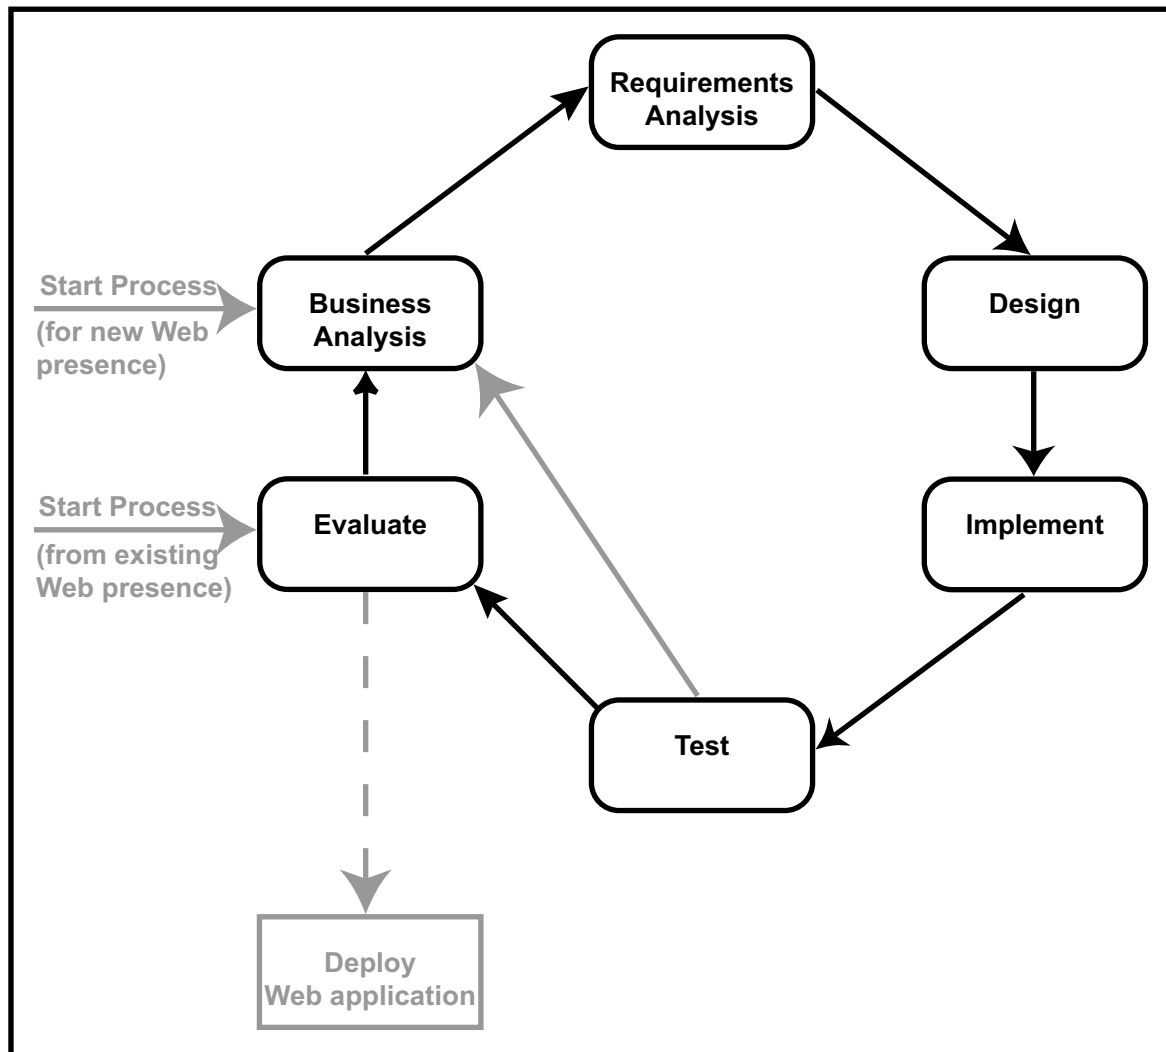 Requirements
Analysis
Start Process
(for new Web
presence)
Business
Analysis
Design
Start Process
(from existing
Web presence)
Evaluate
Implement
Test
Deploy
Web application